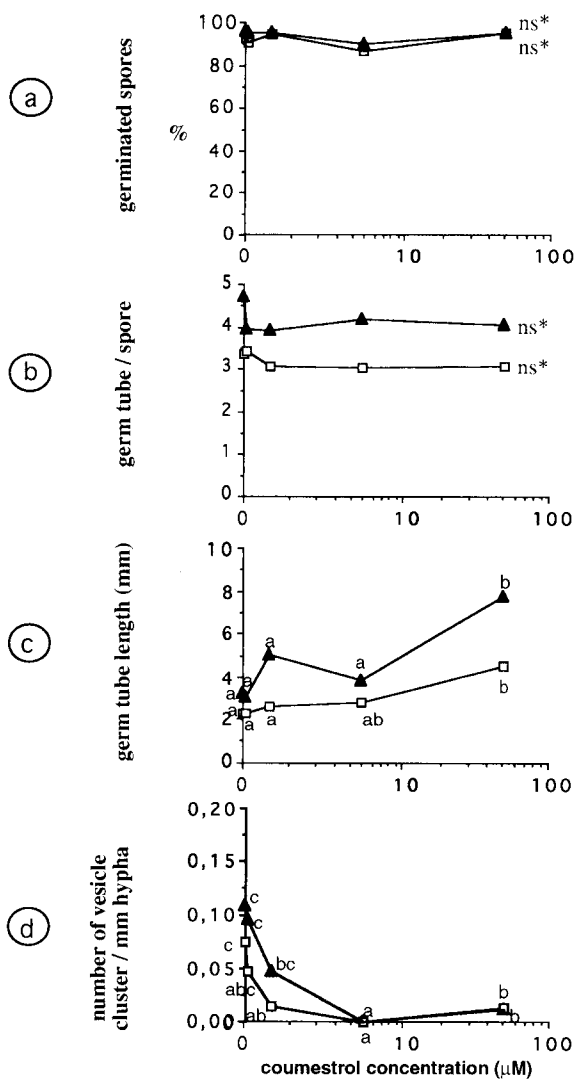 a
germinated spores
%
100
80
60
40
20
0
ns*
ns*
0 10 100
b
germ tube / spore
5
4
3
2
1
0
ns*
ns*
0 10 100
c
germ tube length (mm)
10
8
6
4
2
0
a
a
a
a
b
a
a
a
ab
b
0 10 100
d
number of vesicle
cluster / mm hypha
0,20
0,15
0,10
0,05
0,00
c
c
bc
a
b
c
abc
ab
a
b
0 10 100
coumestrol concentration (µM)